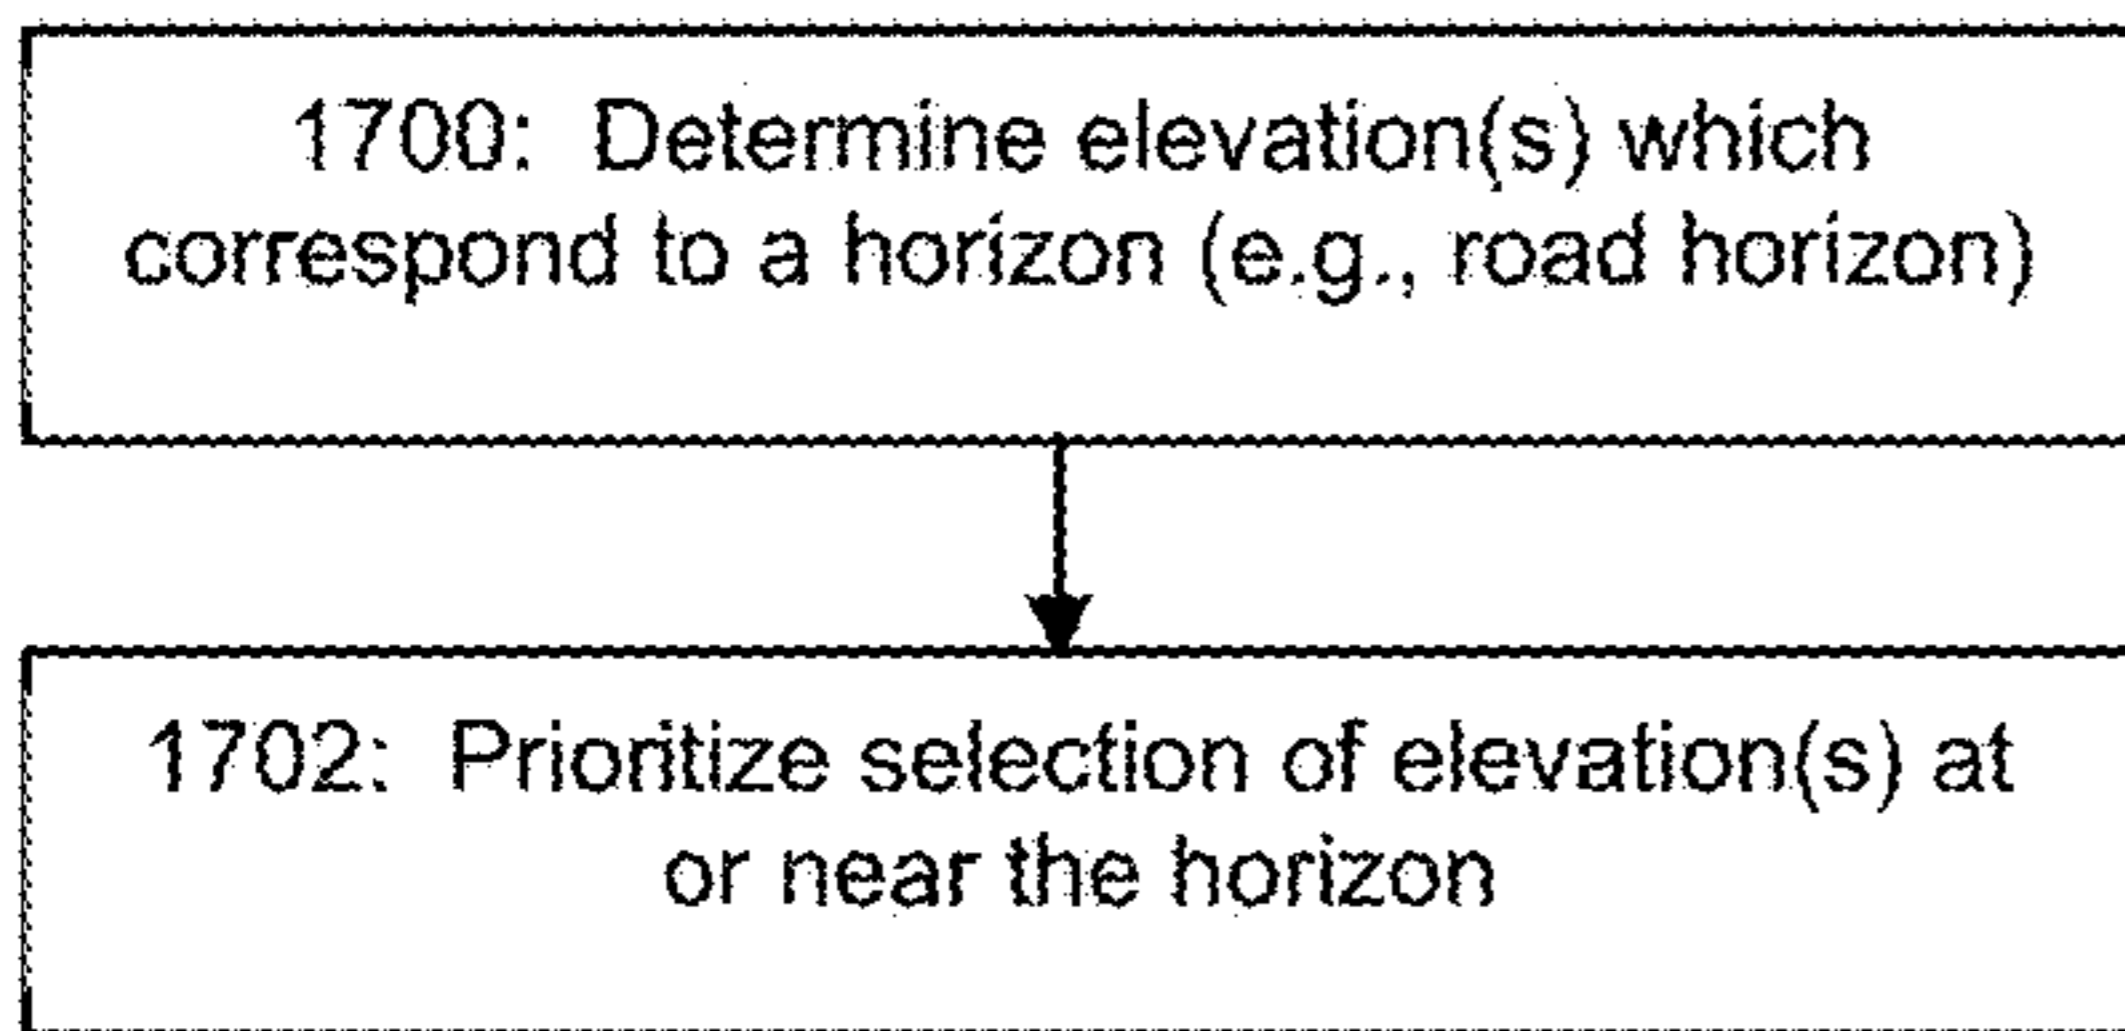 1700: Determine elevation(s) which
correspond to a horizon (e.g., road horizon)
1702: Prioritize selection of elevation(s) at
or near the horizon